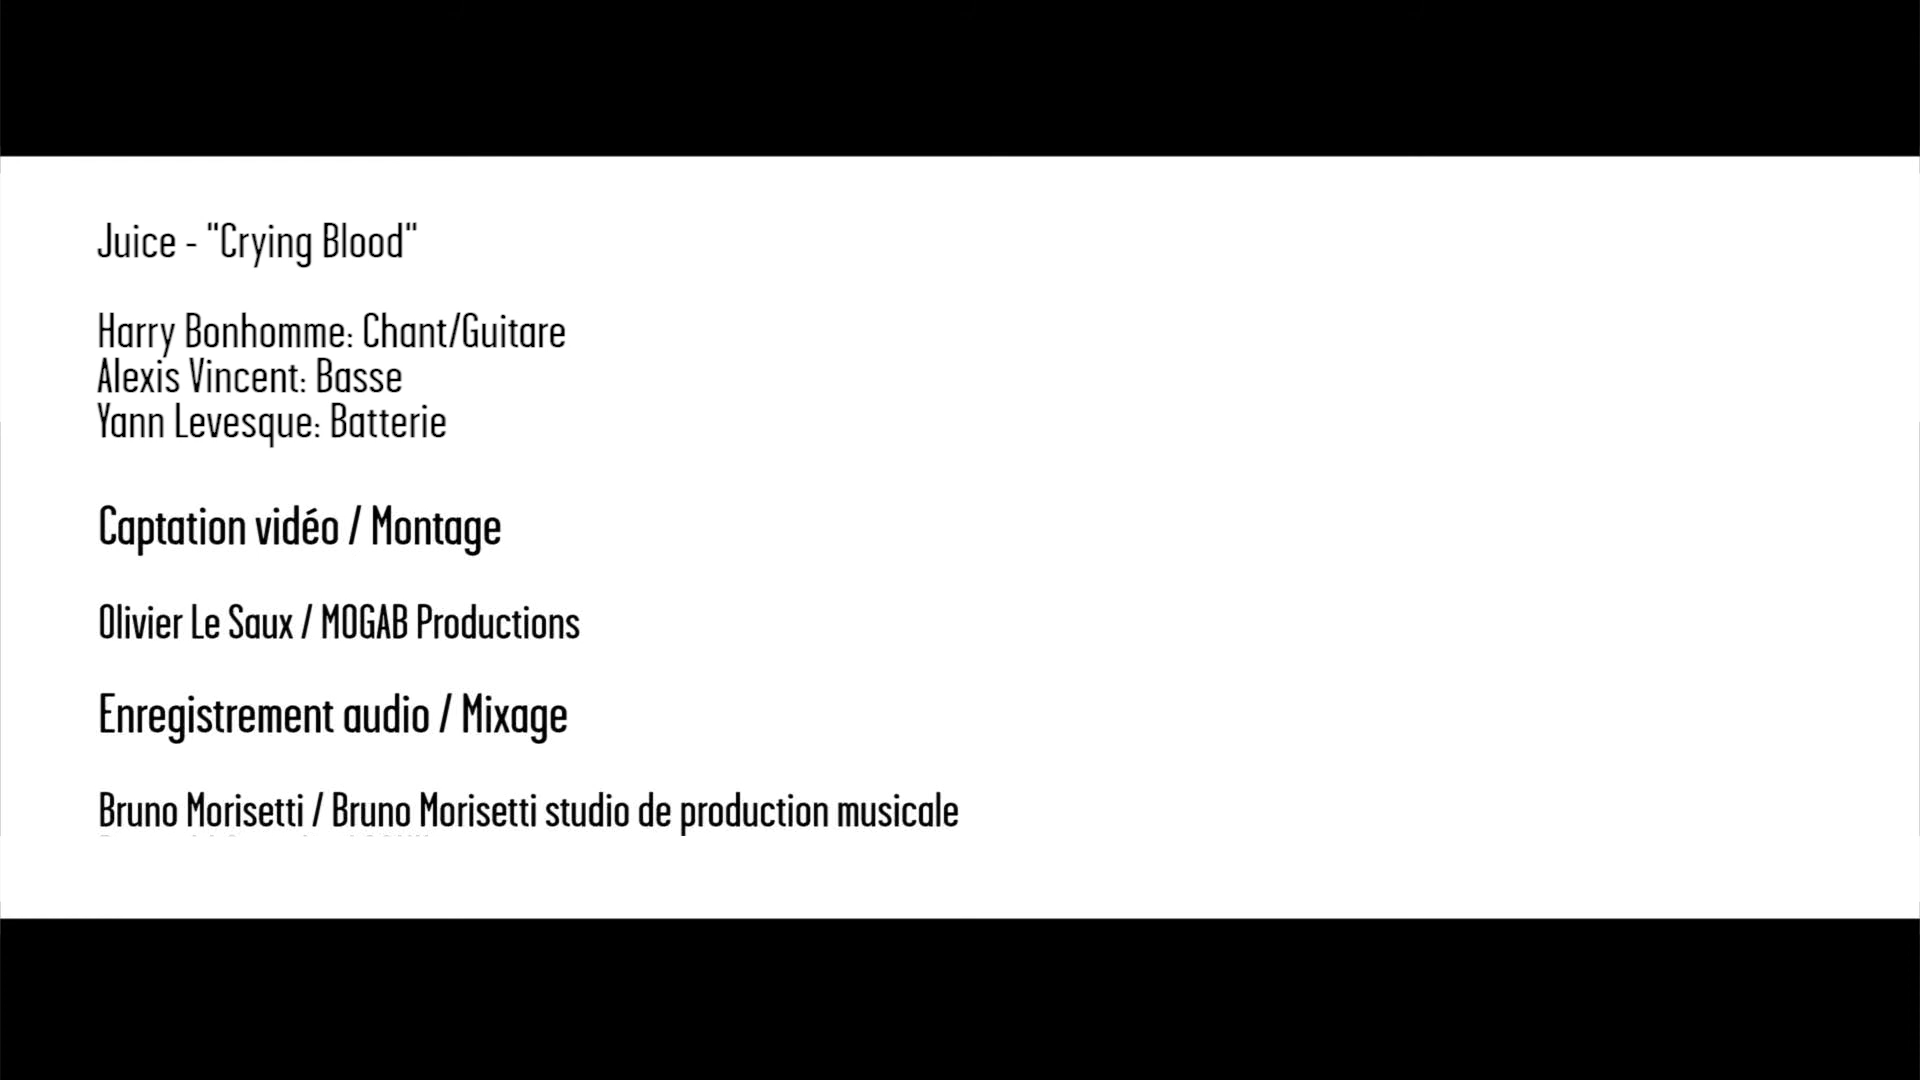 Juice - "Crying Blood"
Harry Bonhomme: Chant/Guitare
Alexis Vincent: Basse
Yann Levesque: Batterie
Captation vidéo / Montage
Olivier Le Saux / MOGAB Productions
Enregistrement audio / Mixage
Bruno Morisetti / Bruno Morisetti studio de production musicale